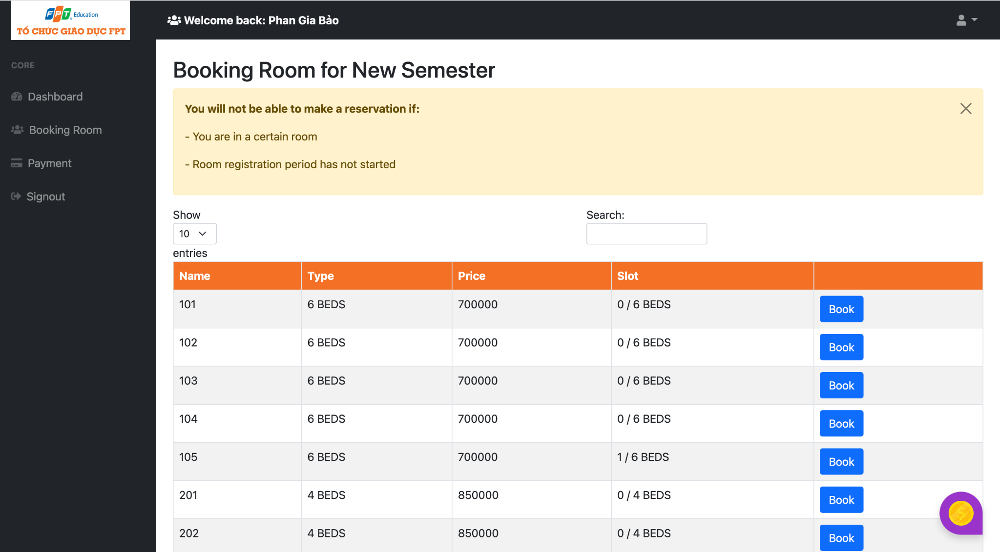 FPT Education
TỔ CHỨC GIÁO DỤC FPT
Welcome back: Phan Gia Bảo
CORE
Dashboard
Booking Room
Payment
Signout
Booking Room for New Semester
You will not be able to make a reservation if:
- You are in a certain room
- Room registration period has not started
Show
10
entries
Search:
Name Type Price Slot
101 6 BEDS 700000 0 / 6 BEDS Book
102 6 BEDS 700000 0 / 6 BEDS Book
103 6 BEDS 700000 0 / 6 BEDS Book
104 6 BEDS 700000 0 / 6 BEDS Book
105 6 BEDS 700000 1 / 6 BEDS Book
201 4 BEDS 850000 0 / 4 BEDS Book
202 4 BEDS 850000 0 / 4 BEDS Book
$